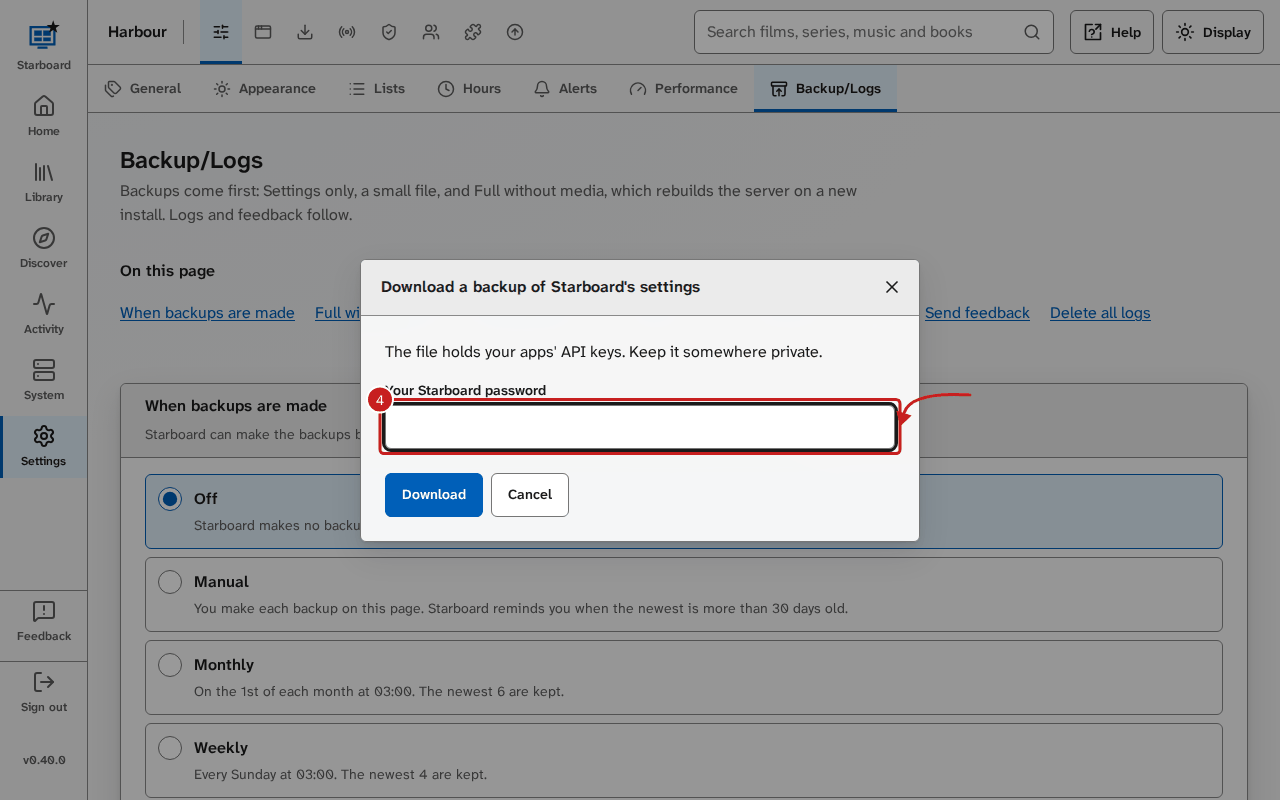 Starboard
Home
Library
Discover
Activity
System
Settings
Feedback
Sign out
v0.40.0
Harbour
Search films, series, music and books
Help
Display
General
Appearance
Lists
Hours
Alerts
Performance
Backup/Logs
Backup/Logs
Backups come first: Settings only, a small file, and Full without media, which rebuilds the server on a new
install. Logs and feedback follow.
On this page
When backups are made
Full wi
Send feedback
Delete all logs
Download a backup of Starboard's settings
The file holds your apps' API keys. Keep it somewhere private.
Your Starboard password
4
Download
Cancel
When backups are made
Starboard can make the backups b
Off
Starboard makes no backu
Manual
You make each backup on this page. Starboard reminds you when the newest is more than 30 days old.
Monthly
On the 1st of each month at 03:00. The newest 6 are kept.
Weekly
Every Sunday at 03:00. The newest 4 are kept.